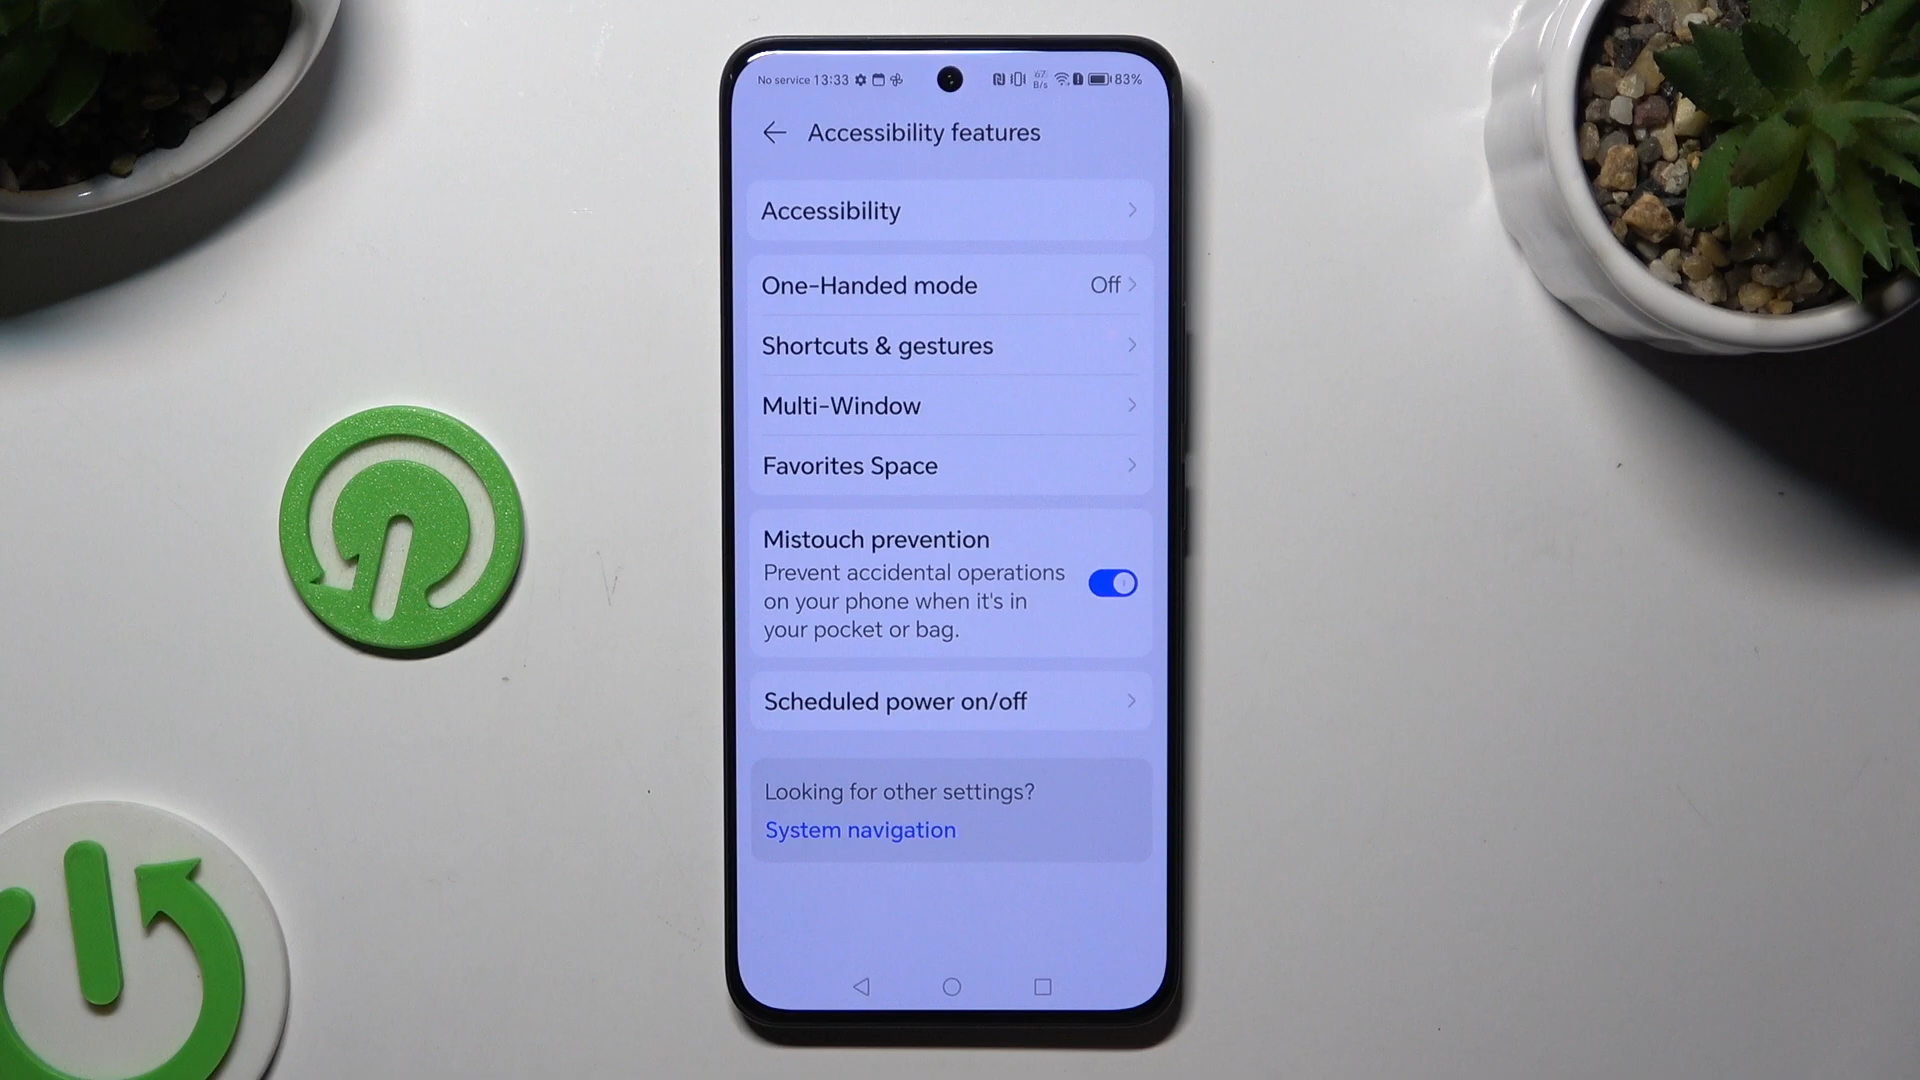 No service 13:33 67 B/s 83%
Accessibility features
Accessibility
One-Handed mode Off
Shortcuts & gestures
Multi-Window
Favorites Space
Mistouch prevention
Prevent accidental operations
on your phone when it's in
your pocket or bag.
Scheduled power on/off
Looking for other settings?
System navigation